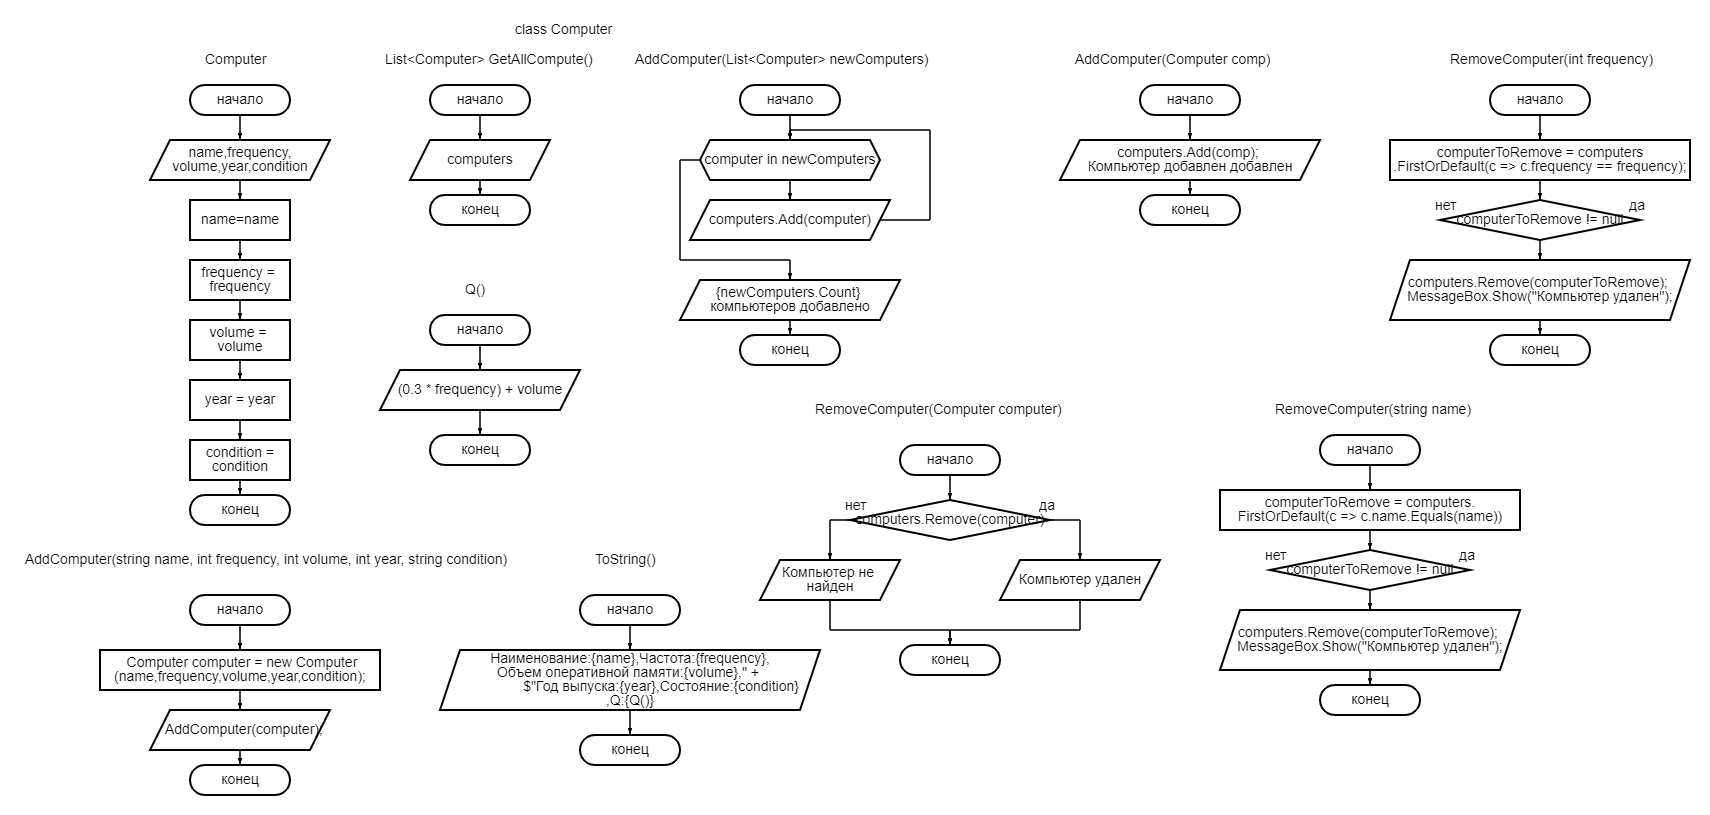 class Computer
Computer
начало
name,frequency,
volume,year,condition
name=name
frequency =
frequency
volume =
volume
year = year
condition =
condition
конец
List<Computer> GetAllCompute()
начало
computers
конец
Q()
начало
(0.3 * frequency) + volume
конец
AddComputer(List<Computer> newComputers)
начало
computer in newComputers
computers.Add(computer)
{newComputers.Count}
компьютеров добавлено
конец
AddComputer(Computer comp)
начало
computers.Add(comp);
Компьютер добавлен добавлен
конец
RemoveComputer(int frequency)
начало
computerToRemove = computers
.FirstOrDefault(c => c.frequency == frequency);
нет
да
computerToRemove != null
computers.Remove(computerToRemove);
MessageBox.Show("Компьютер удален");
конец
RemoveComputer(Computer computer)
начало
нет
да
computers.Remove(computer)
Компьютер не
найден
Компьютер удален
конец
RemoveComputer(string name)
начало
computerToRemove = computers.
FirstOrDefault(c => c.name.Equals(name))
нет
да
computerToRemove != null
computers.Remove(computerToRemove);
MessageBox.Show("Компьютер удален");
конец
AddComputer(string name, int frequency, int volume, int year, string condition)
начало
Computer computer = new Computer
(name,frequency,volume,year,condition);
AddComputer(computer);
конец
ToString()
начало
Наименование:{name},Частота:{frequency},
Объем оперативной памяти:{volume}," +
$"Год выпуска:{year},Состояние:{condition}
,Q:{Q()}
конец